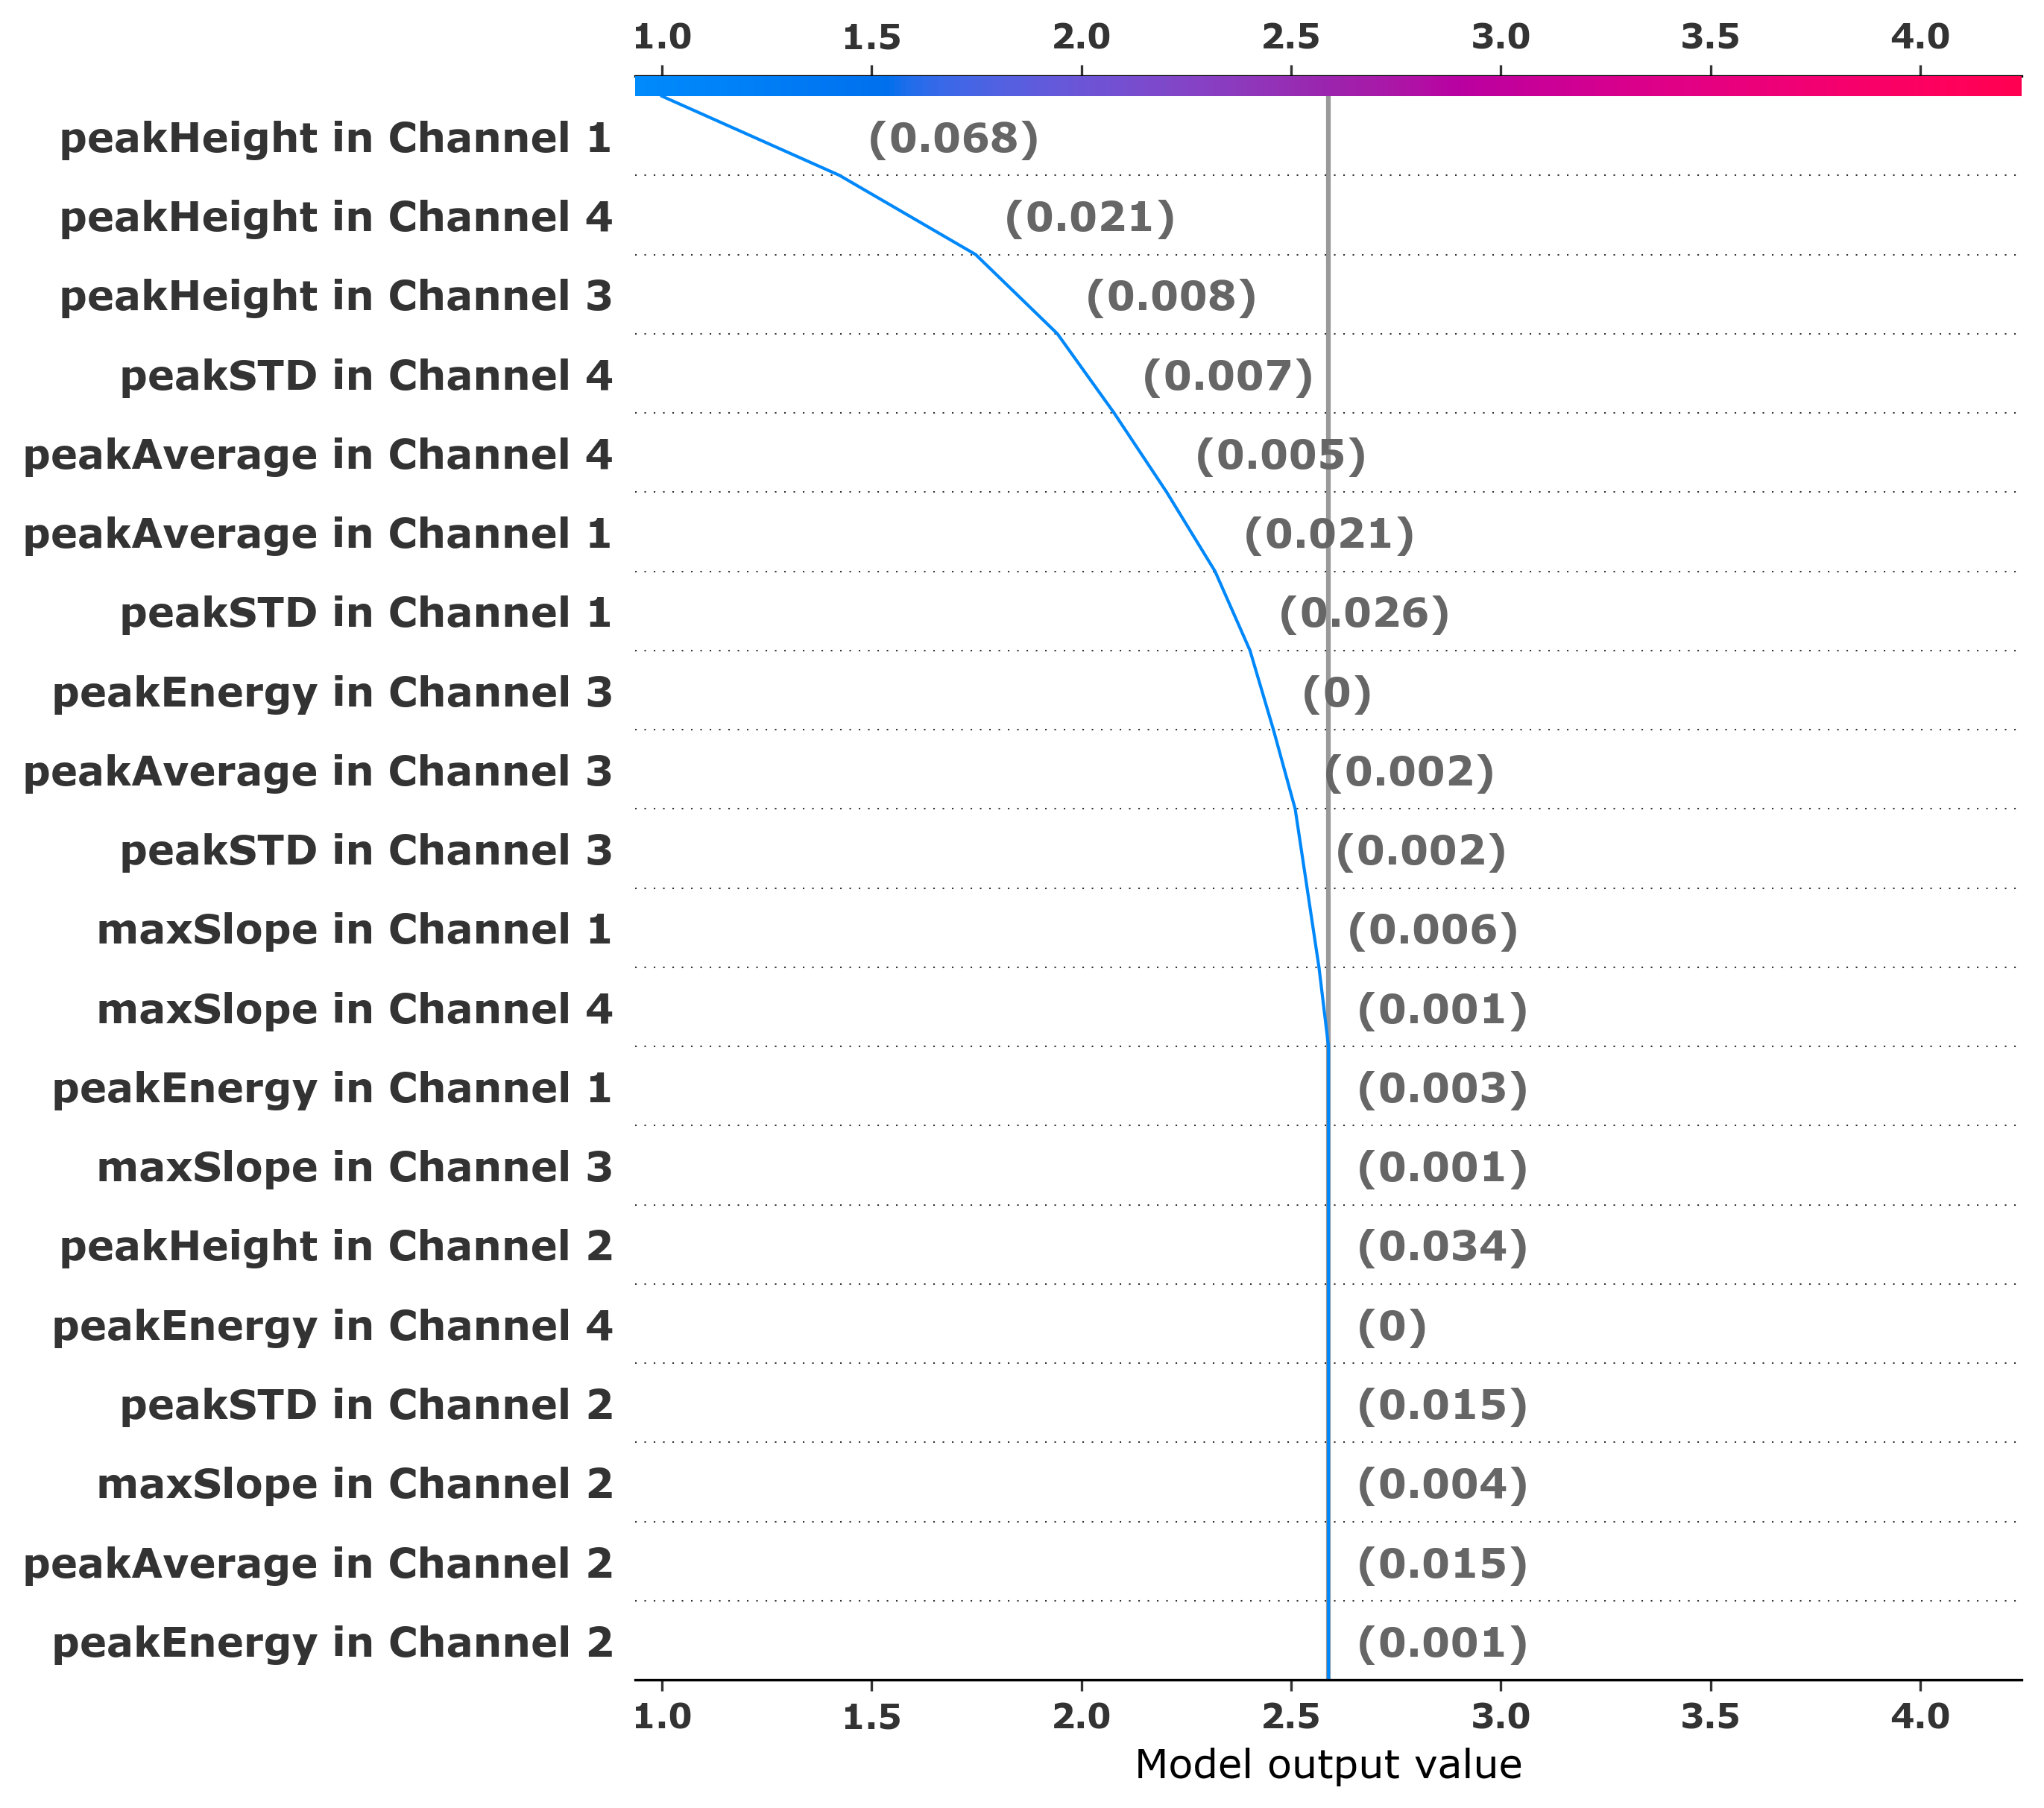 1.0 1.5 2.0 2.5 3.0 3.5 4.0
peakHeight in Channel 1 (0.068)
peakHeight in Channel 4 (0.021)
peakHeight in Channel 3 (0.008)
peakSTD in Channel 4 (0.007)
peakAverage in Channel 4 (0.005)
peakAverage in Channel 1 (0.021)
peakSTD in Channel 1 (0.026)
peakEnergy in Channel 3 (0)
peakAverage in Channel 3 (0.002)
peakSTD in Channel 3 (0.002)
maxSlope in Channel 1 (0.006)
maxSlope in Channel 4 (0.001)
peakEnergy in Channel 1 (0.003)
maxSlope in Channel 3 (0.001)
peakHeight in Channel 2 (0.034)
peakEnergy in Channel 4 (0)
peakSTD in Channel 2 (0.015)
maxSlope in Channel 2 (0.004)
peakAverage in Channel 2 (0.015)
peakEnergy in Channel 2 (0.001)
1.0 1.5 2.0 2.5 3.0 3.5 4.0
Model output value